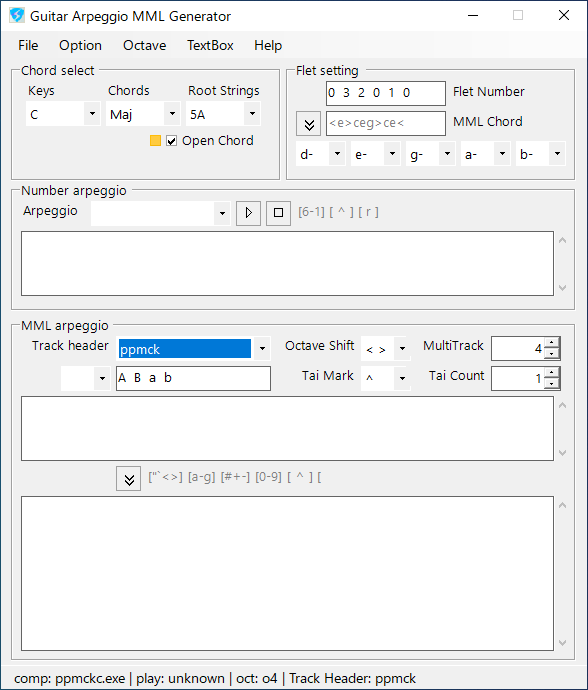 Guitar Arpeggio MML Generator
File Option Octave TextBox Help
Chord select
Keys Chords Root Strings
C Maj 5A
Open Chord
Flet setting
0 3 2 0 1 0 Flet Number
<e>ceg>ce< MML Chord
d- e- g- a- b-
Number arpeggio
Arpeggio [6-1] [ ^ ] [ r ]
MML arpeggio
Track header ppmck Octave Shift < > MultiTrack 4
A B a b Tai Mark ^ Tai Count 1
["`<>] [a-g] [#+-] [0-9] [ ^ ] [
comp: ppmckc.exe | play: unknown | oct: o4 | Track Header: ppmck